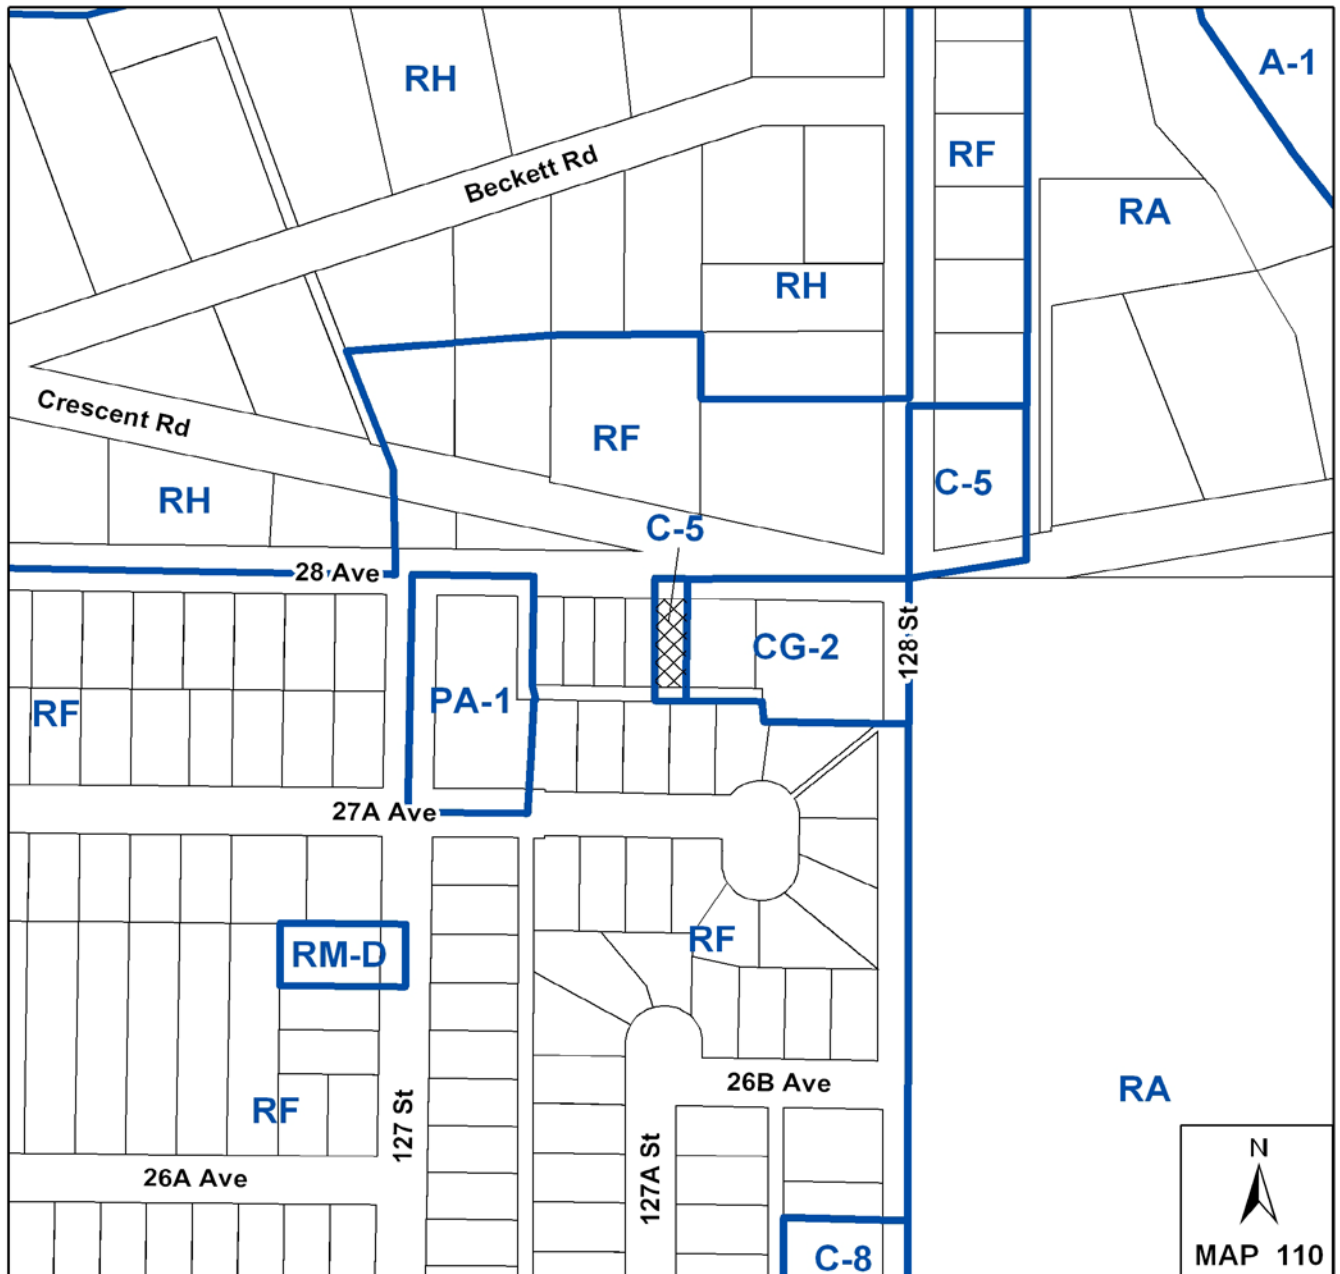 RH
A-1
RF
Beckett Rd
RA
RH
Crescent Rd
RF
C-5
RH
C-5
28 Ave
128 St
CG-2
PA-1
RF
27A Ave
RF
RM-D
26B Ave
RA
RF
127 St
127A St
N
26A Ave
C-8
MAP 110